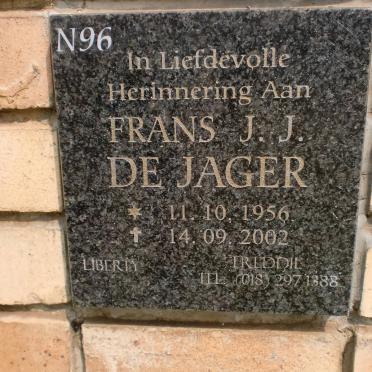 N96
In Liefdevolle
Herinnering Aan
FRANS J. J.
DE JAGER
✶ 11. 10. 1956
✝ 14. 09. 2002
LIBERTY FREDDIE
TEL. (018) 297 1388